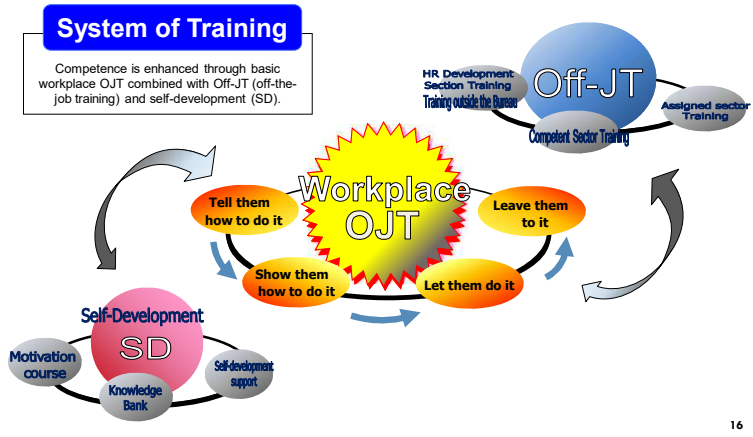 System of Training
Competence is enhanced through basic
workplace OJT combined with Off-JT (off-the-
job training) and self-development (SD).
Off-JT
HR Development
Section Training
Training outside the Bureau
Competent Sector Training
Assigned sector
Training
Workplace
OJT
Tell them
how to do it
Show them
how to do it
Let them do it
Leave them
to it
Self-Development
SD
Motivation
course
Knowledge
Bank
Self-development
support
16